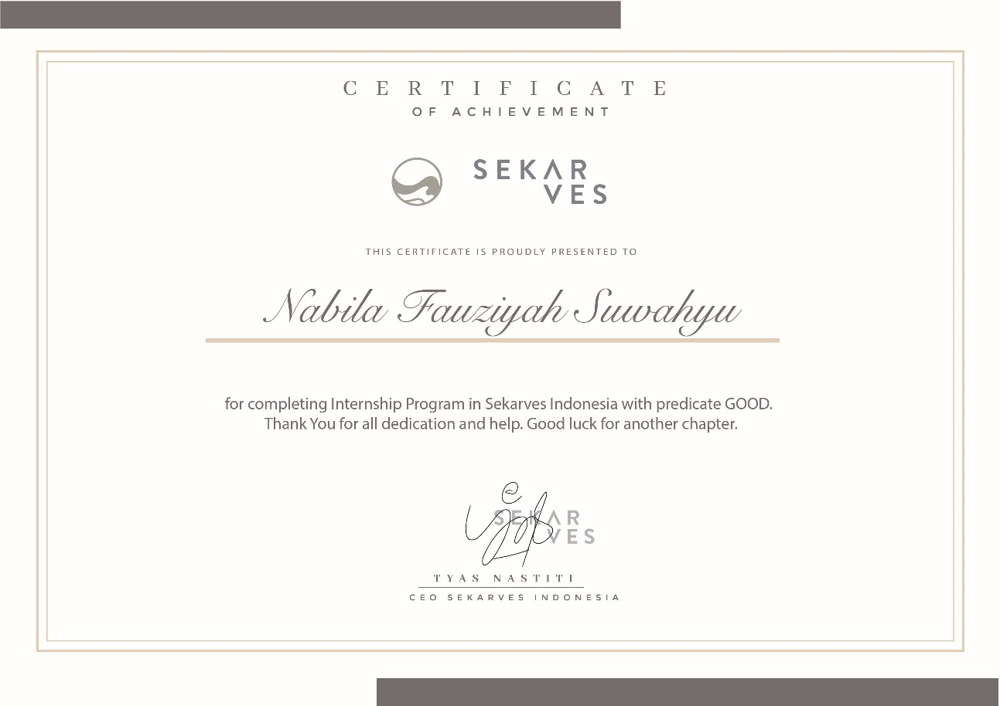 CERTIFICATE
OF ACHIEVEMENT
SEKAR
VES
THIS CERTIFICATE IS PROUDLY PRESENTED TO
Nabila Fauziyah Suwahyu
for completing Internship Program in Sekarves Indonesia with predicate GOOD.
Thank You for all dedication and help. Good luck for another chapter.
SEKAR
VES
TYAS NASTITI
CEO SEKARVES INDONESIA